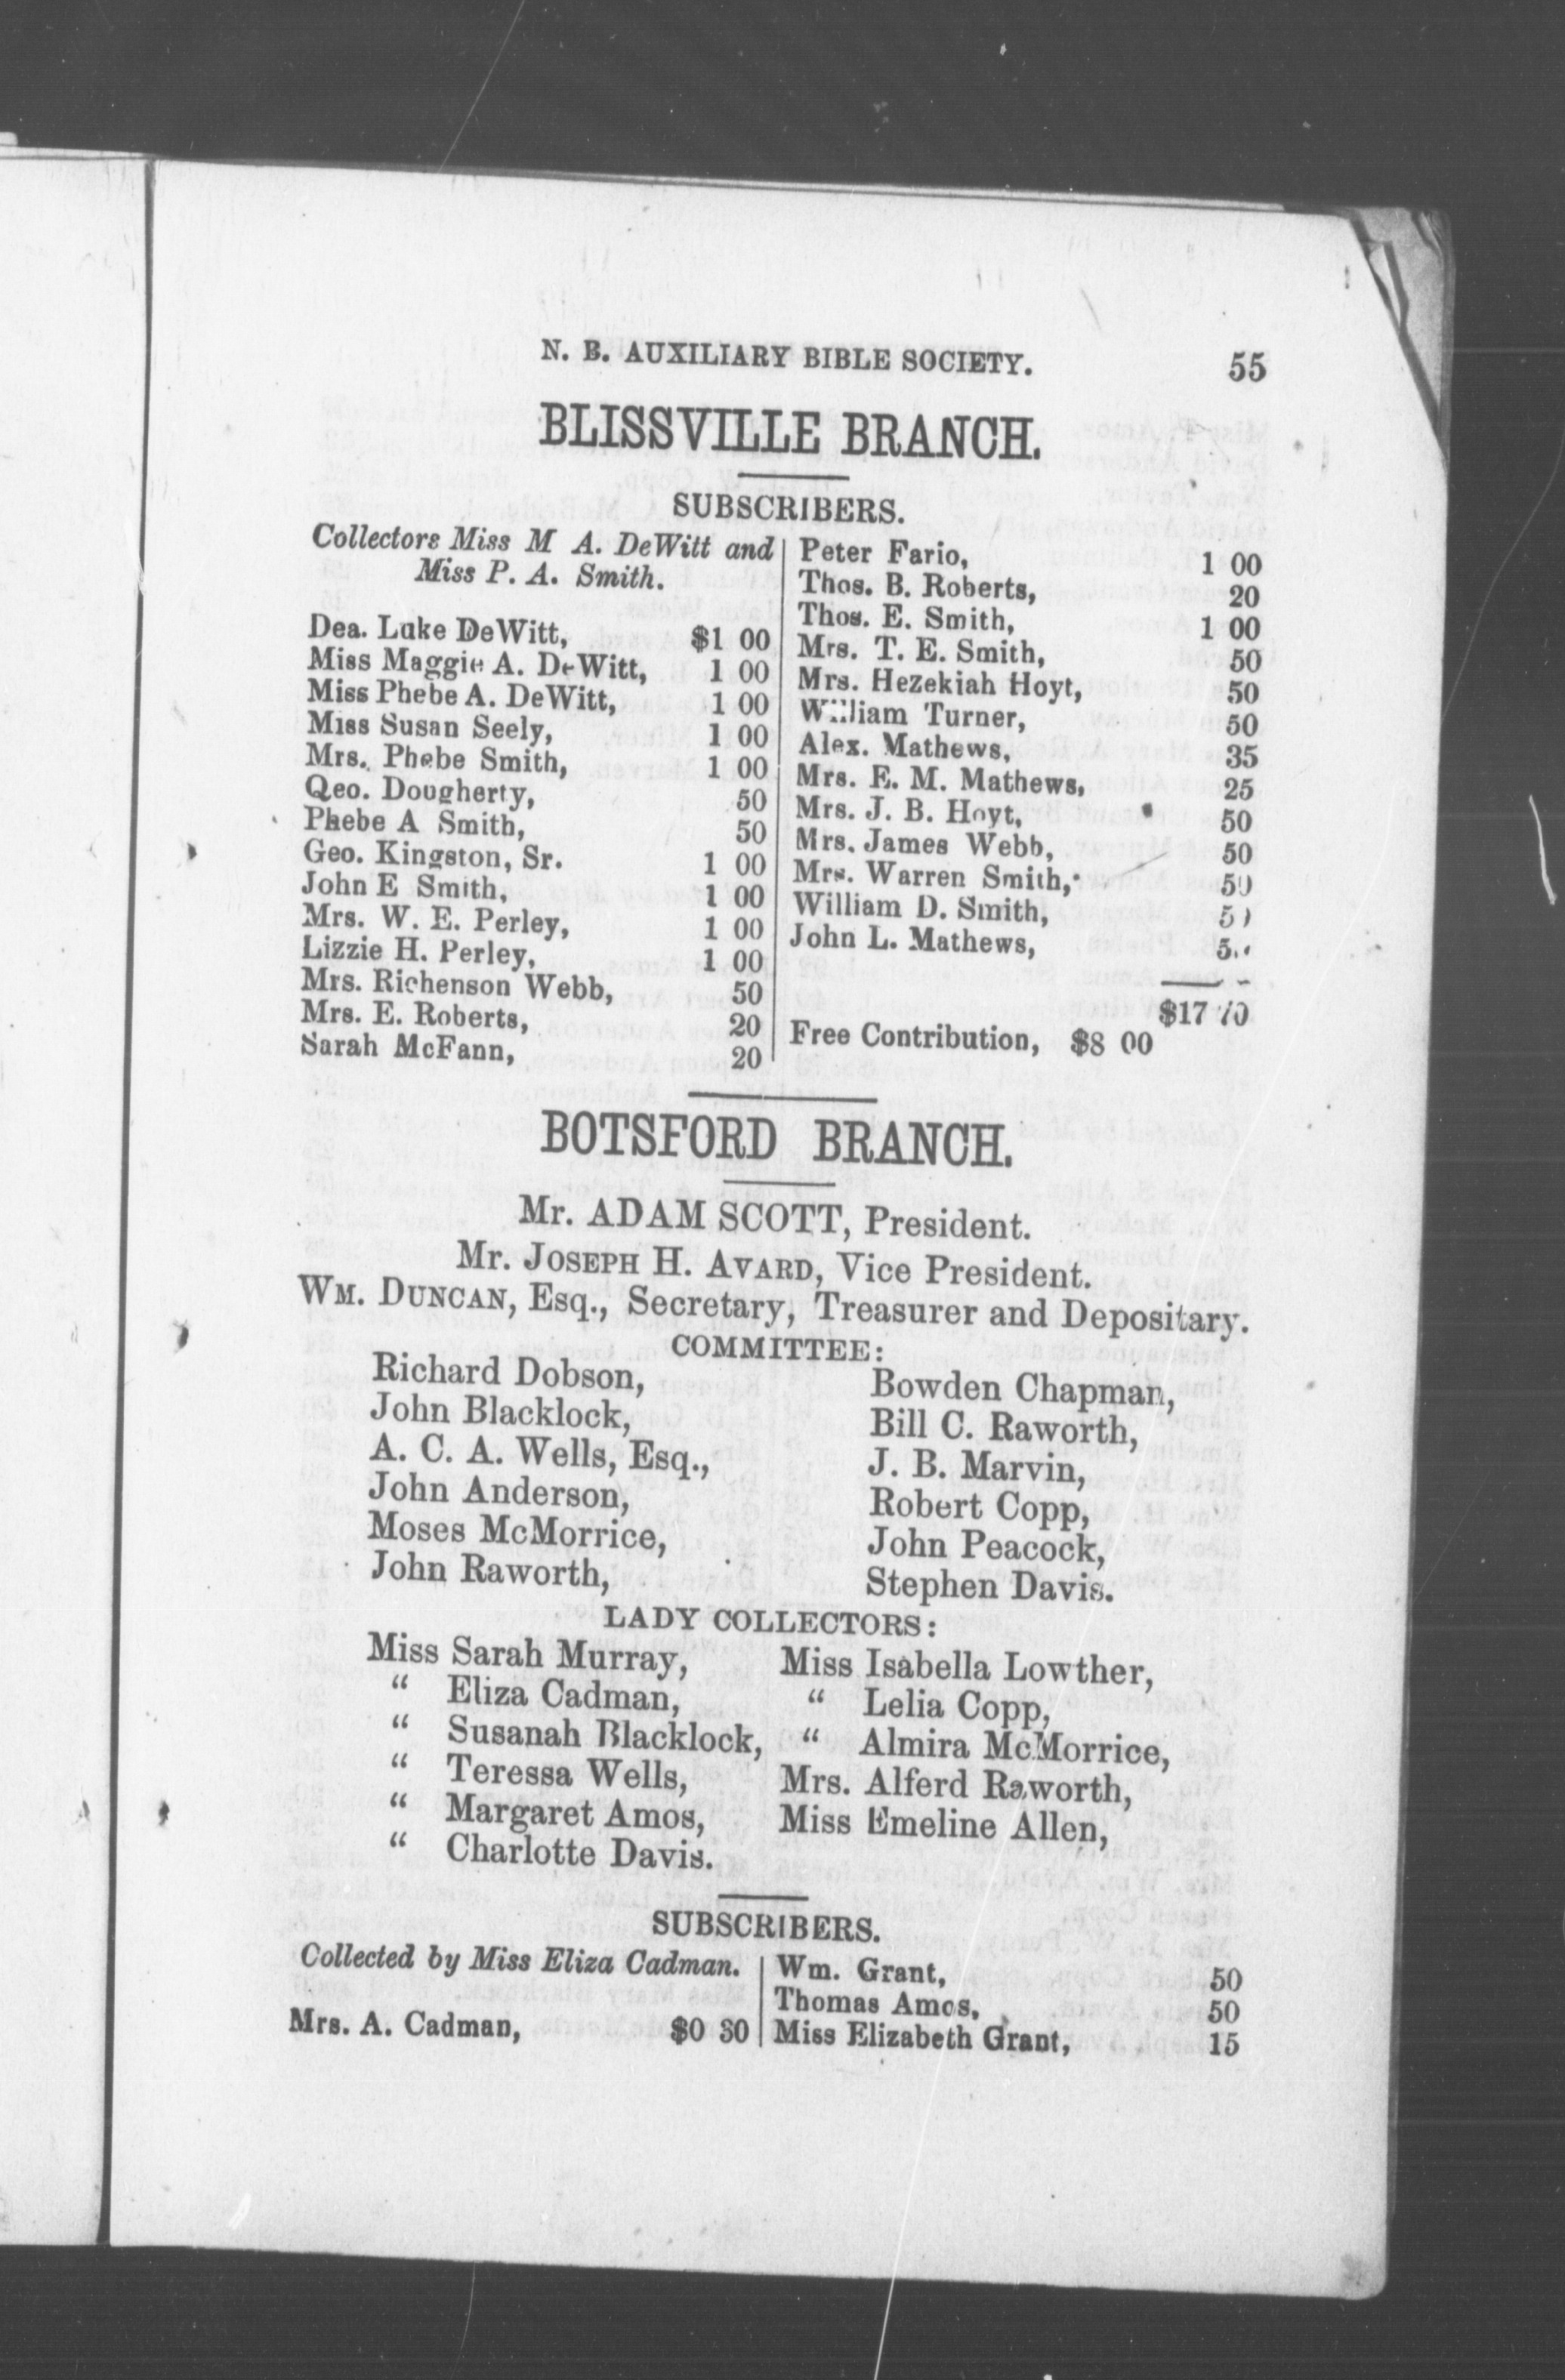 N. B. AUXILIARY BIBLE SOCIETY. 55
BLISSVILLE BRANCH.
SUBSCRIBERS.
Collectors Miss M A. DeWitt and
Miss P. A. Smith.
Dea. Luke DeWitt, $1 00
Miss Maggie A. DeWitt, 1 00
Miss Phebe A. DeWitt, 1 00
Miss Susan Seely, 1 00
Mrs. Phebe Smith, 1 00
Qeo. Dougherty, 50
Phebe A Smith, 50
Geo. Kingston, Sr. 1 00
John E Smith, 1 00
Mrs. W. E. Perley, 1 00
Lizzie H. Perley, 1 00
Mrs. Richenson Webb, 50
Mrs. E. Roberts, 20
Sarah McFann, 20
Peter Fario, 1 00
Thos. B. Roberts, 20
Thos. E. Smith, 1 00
Mrs. T. E. Smith, 50
Mrs. Hezekiah Hoyt, 50
William Turner, 50
Alex. Mathews, 35
Mrs. E. M. Mathews, 25
Mrs. J. B. Hoyt, 50
Mrs. James Webb, 50
Mrs. Warren Smith, 50
William D. Smith, 50
John L. Mathews,
$17 70
Free Contribution, $8 00
BOTSFORD BRANCH.
Mr. ADAM SCOTT, President.
Mr. JOSEPH H. AVARD, Vice President.
WM. DUNCAN, Esq., Secretary, Treasurer and Depositary.
COMMITTEE:
Richard Dobson, Bowden Chapman,
John Blacklock, Bill C. Raworth,
A. C. A. Wells, Esq., J. B. Marvin,
John Anderson, Robert Copp,
Moses McMorrice, John Peacock,
John Raworth, Stephen Davis.
LADY COLLECTORS:
Miss Sarah Murray, Miss Isabella Lowther,
" Eliza Cadman, " Lelia Copp,
" Susanah Blacklock, " Almira McMorrice,
" Teressa Wells, Mrs. Alferd Raworth,
" Margaret Amos, Miss Emeline Allen,
" Charlotte Davis.
SUBSCRIBERS.
Collected by Miss Eliza Cadman.
Mrs. A. Cadman, $0 30
Wm. Grant, 50
Thomas Amos, 50
Miss Elizabeth Grant, 15